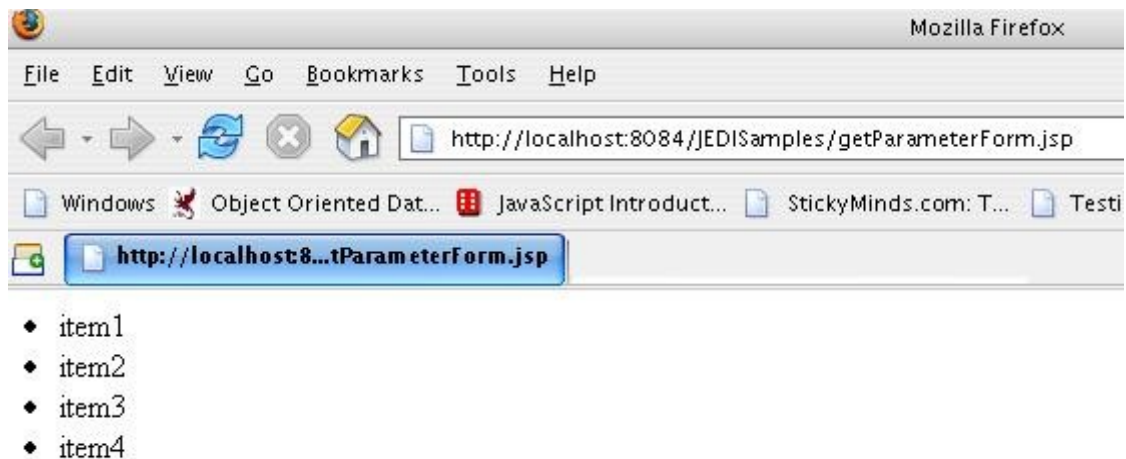 Mozilla Firefox
File Edit View Go Bookmarks Tools Help
http://localhost:8084/JEDISamples/getParameterForm.jsp
Windows Object Oriented Dat... JavaScript Introduct... StickyMinds.com: T... Testi
http://localhost:8...tParameterForm.jsp
item1
item2
item3
item4